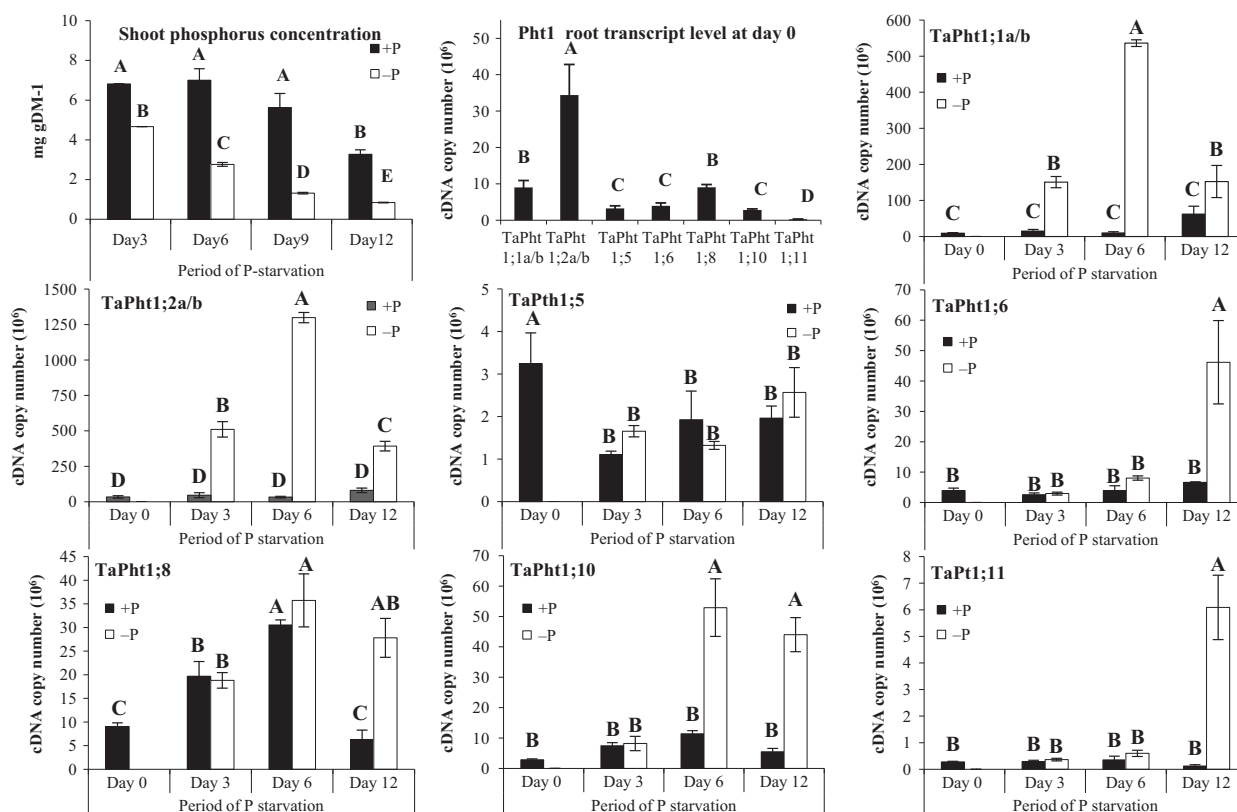 Shoot phosphorus concentration
+P
–P
mg gDM-1
10
8
6
4
2
0
A
B
A
C
A
D
B
E
Day3 Day6 Day9 Day12
Period of P-starvation
Pht1 root transcript level at day 0
cDNA copy number (10⁶)
50
40
30
20
10
0
B
A
C
C
B
C
D
TaPht TaPht TaPht TaPht TaPht TaPht TaPht
1;1a/b 1;2a/b 1;5 1;6 1;8 1;10 1;11
TaPht1;1a/b
+P
–P
cDNA copy number (10⁶)
600
500
400
300
200
100
0
C
C
B
C
A
C
B
Day 0 Day 3 Day 6 Day 12
Period of P starvation
TaPht1;2a/b
+P
–P
cDNA copy number (10⁶)
1500
1250
1000
750
500
250
0
D
D
B
D
A
D
C
Day 0 Day 3 Day 6 Day 12
Period of P starvation
TaPth1;5
+P
–P
cDNA copy number (10⁶)
5
4
3
2
1
0
A
B
B
B
B
B
B
Day 0 Day 3 Day 6 Day 12
Period of P starvation
TaPht1;6
+P
–P
cDNA copy number (10⁶)
70
60
50
40
30
20
10
0
B
B
B
B
B
B
A
Day 0 Day 3 Day 6 Day 12
Period of P starvation
TaPht1;8
+P
–P
cDNA copy number (10⁶)
45
40
35
30
25
20
15
10
5
0
C
B
B
A
A
C
AB
Day 0 Day 3 Day 6 Day 12
Period of P starvation
TaPht1;10
+P
–P
cDNA copy number (10⁶)
70
60
50
40
30
20
10
0
B
B
B
B
A
B
A
Day 0 Day 3 Day 6 Day 12
Period of P starvation
TaPt1;11
+P
–P
cDNA copy number (10⁶)
8
7
6
5
4
3
2
1
0
B
B
B
B
B
B
A
Day 0 Day 3 Day 6 Day 12
Period of P starvation